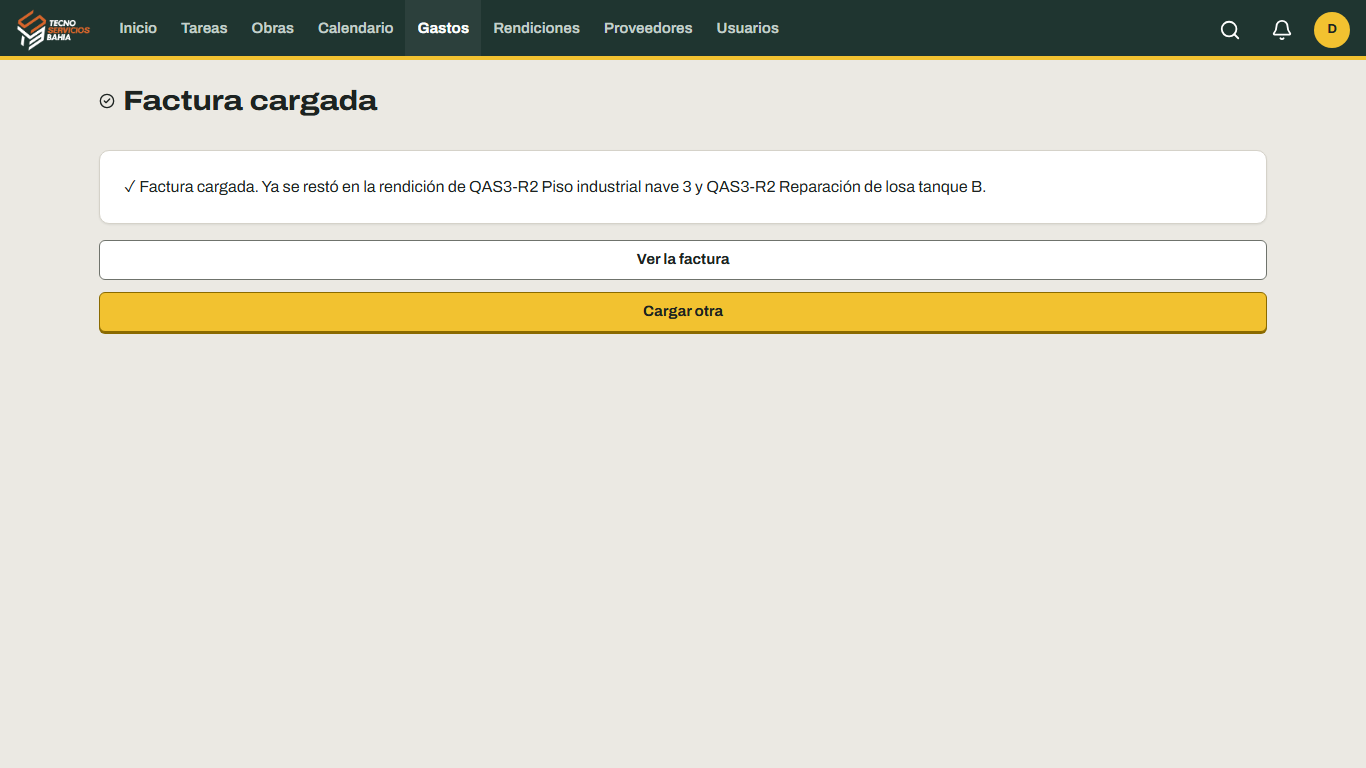 TECNO
SERVICIOS
BAHIA
Inicio
Tareas
Obras
Calendario
Gastos
Rendiciones
Proveedores
Usuarios
D
Factura cargada
✓ Factura cargada. Ya se restó en la rendición de QAS3-R2 Piso industrial nave 3 y QAS3-R2 Reparación de losa tanque B.
Ver la factura
Cargar otra